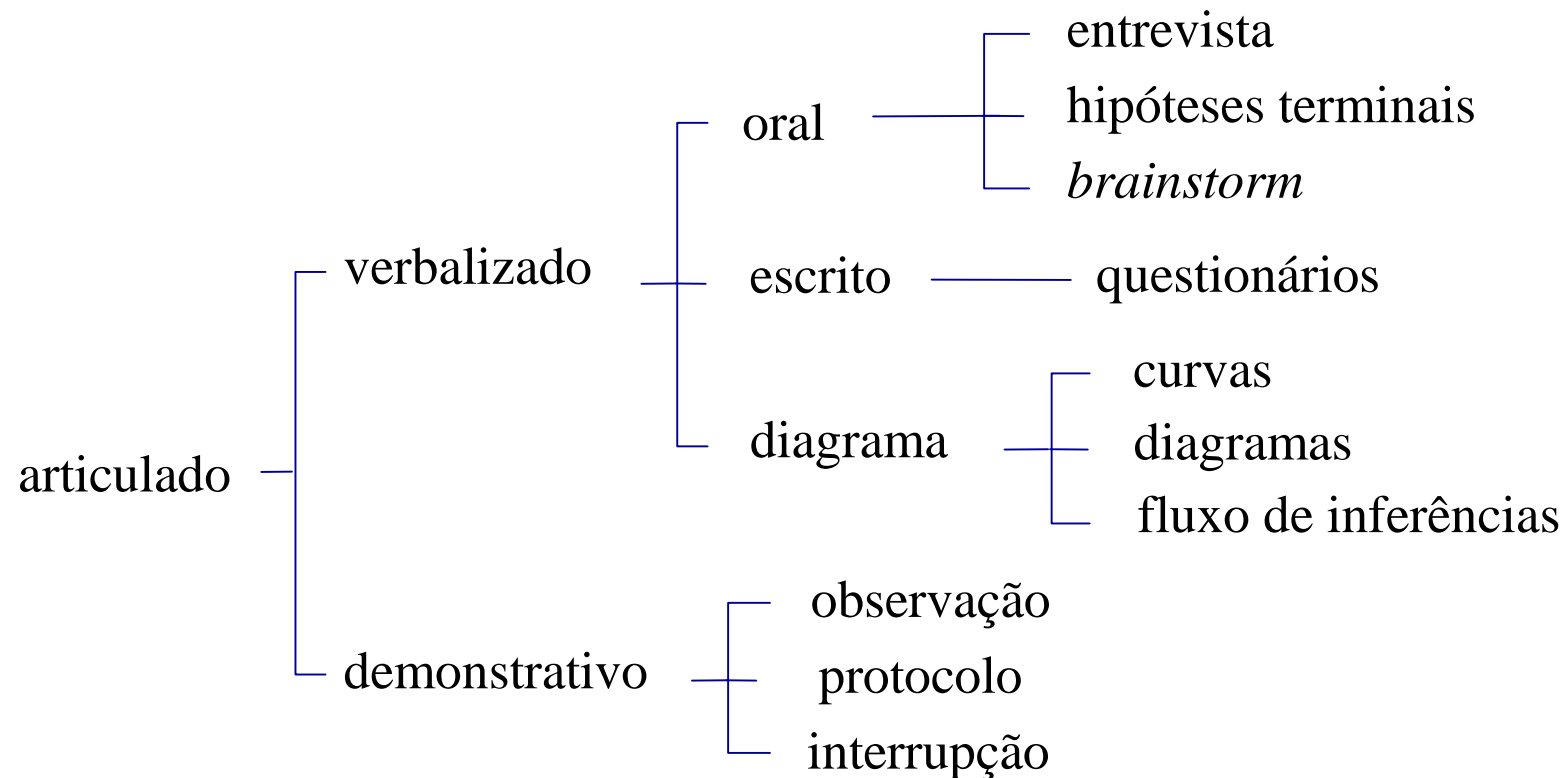 entrevista
hipóteses terminais
brainstorm
oral
verbalizado
escrito
questionários
curvas
diagrama
diagramas
fluxo de inferências
articulado
observação
demonstrativo
protocolo
interrupção